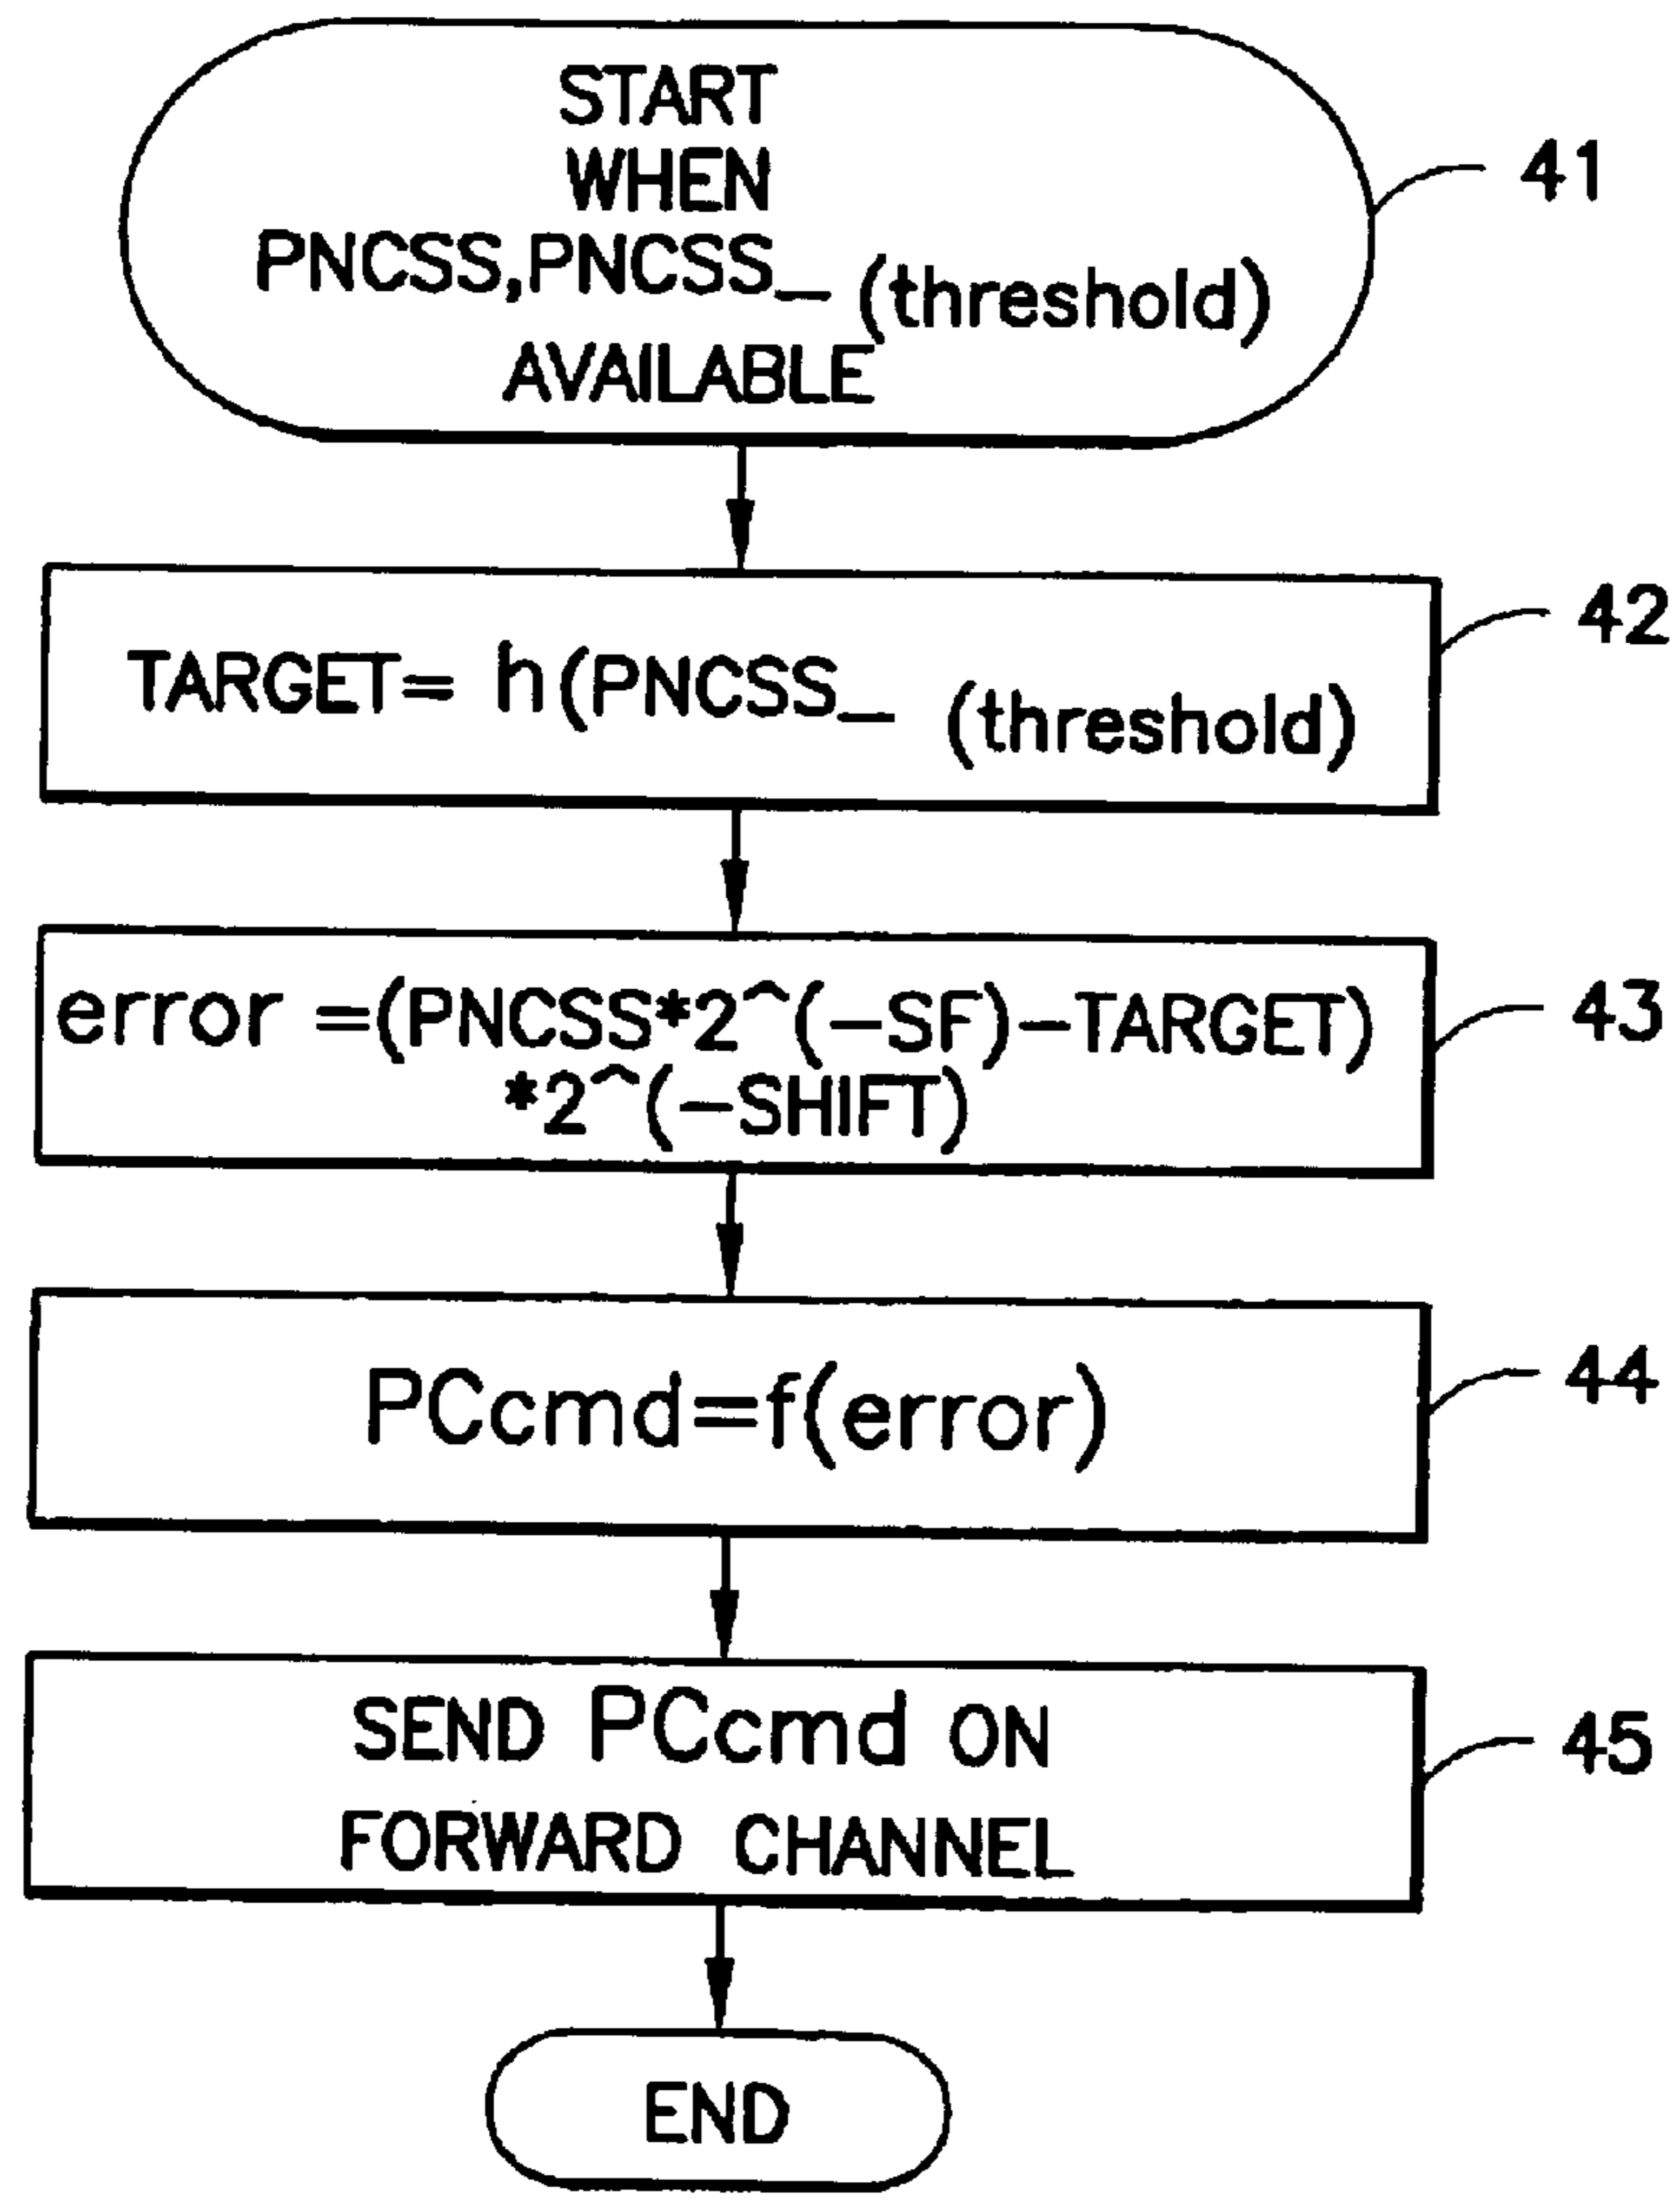 START
WHEN
PNCSS,PNCSS_ (threshold)
AVAILABLE
41
TARGET= h(PNCSS_ (threshold)
42
error =(PNCSS*2^(-SF)-TARGET)
*2^(-SHIFT)
43
PCcmd=f(error)
44
SEND PCcmd ON
FORWARD CHANNEL
45
END